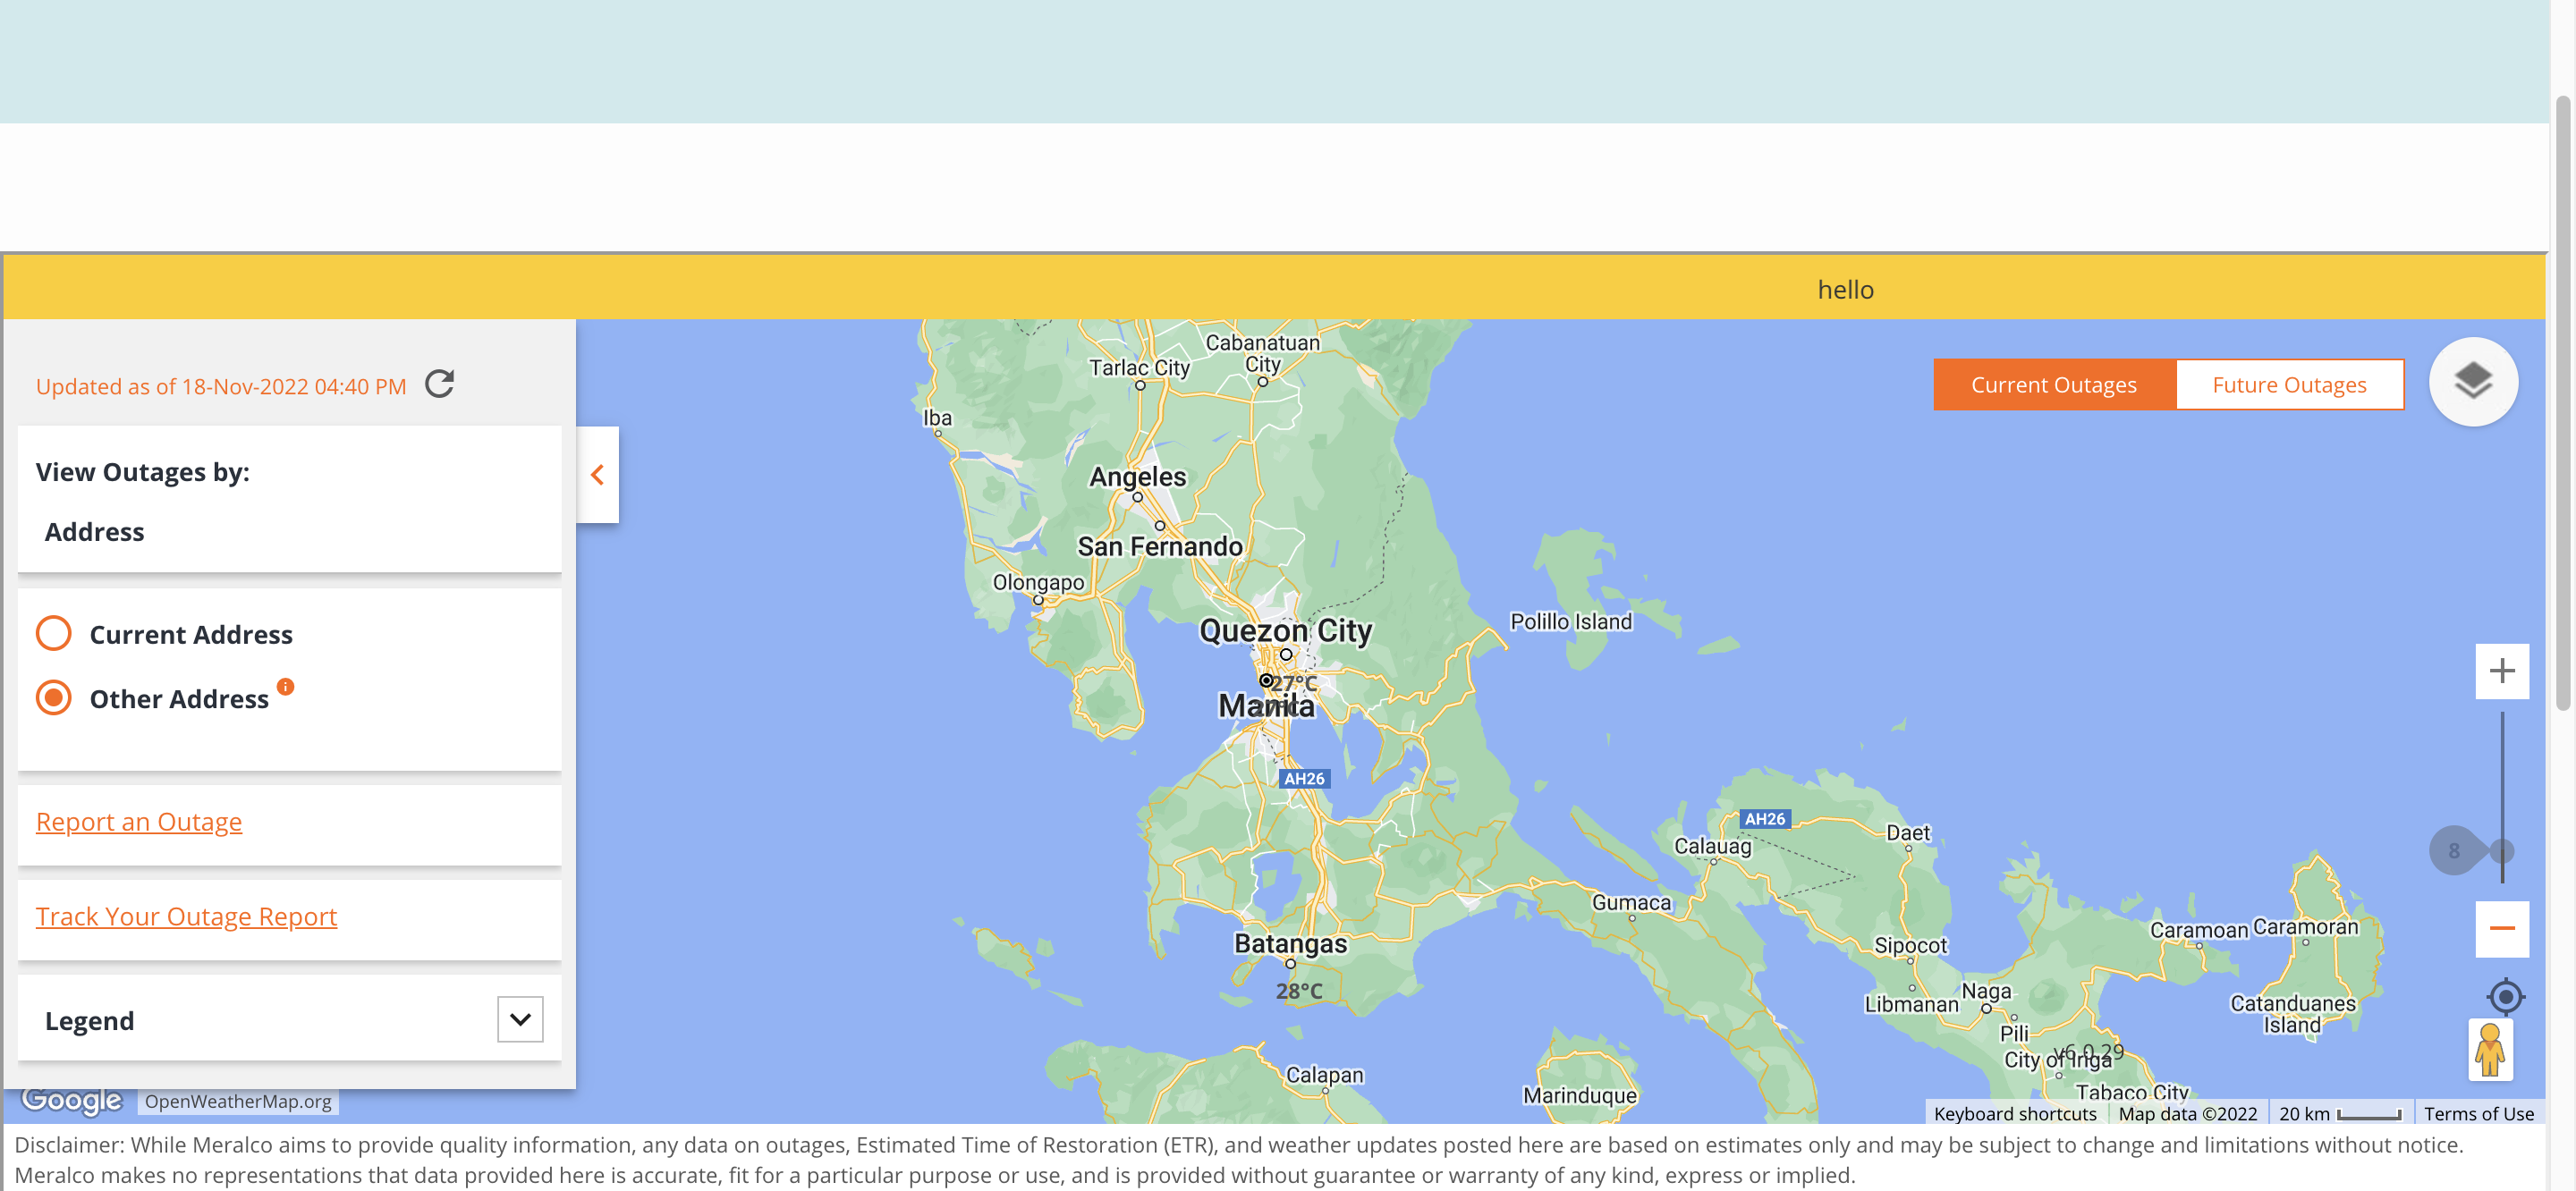 hello
Updated as of 18-Nov-2022 04:40 PM
View Outages by:
Address
Current Address
Other Address
Report an Outage
Track Your Outage Report
Legend
Current Outages
Future Outages
Cabanatuan
City
Tarlac City
Iba
Angeles
San Fernando
Olongapo
Quezon City
Polillo Island
27°C
Manila
27°C
AH26
AH26
Daet
Calauag
8
Gumaca
Caramoan
Caramoran
Batangas
Sipocot
28°C
Naga
Libmanan
Catanduanes
Island
Pili
v6.0.29
City of Iriga
Calapan
Tabaco City
Marinduque
Google
OpenWeatherMap.org
Keyboard shortcuts
Map data ©2022
20 km
Terms of Use
Disclaimer: While Meralco aims to provide quality information, any data on outages, Estimated Time of Restoration (ETR), and weather updates posted here are based on estimates only and may be subject to change and limitations without notice.
Meralco makes no representations that data provided here is accurate, fit for a particular purpose or use, and is provided without guarantee or warranty of any kind, express or implied.